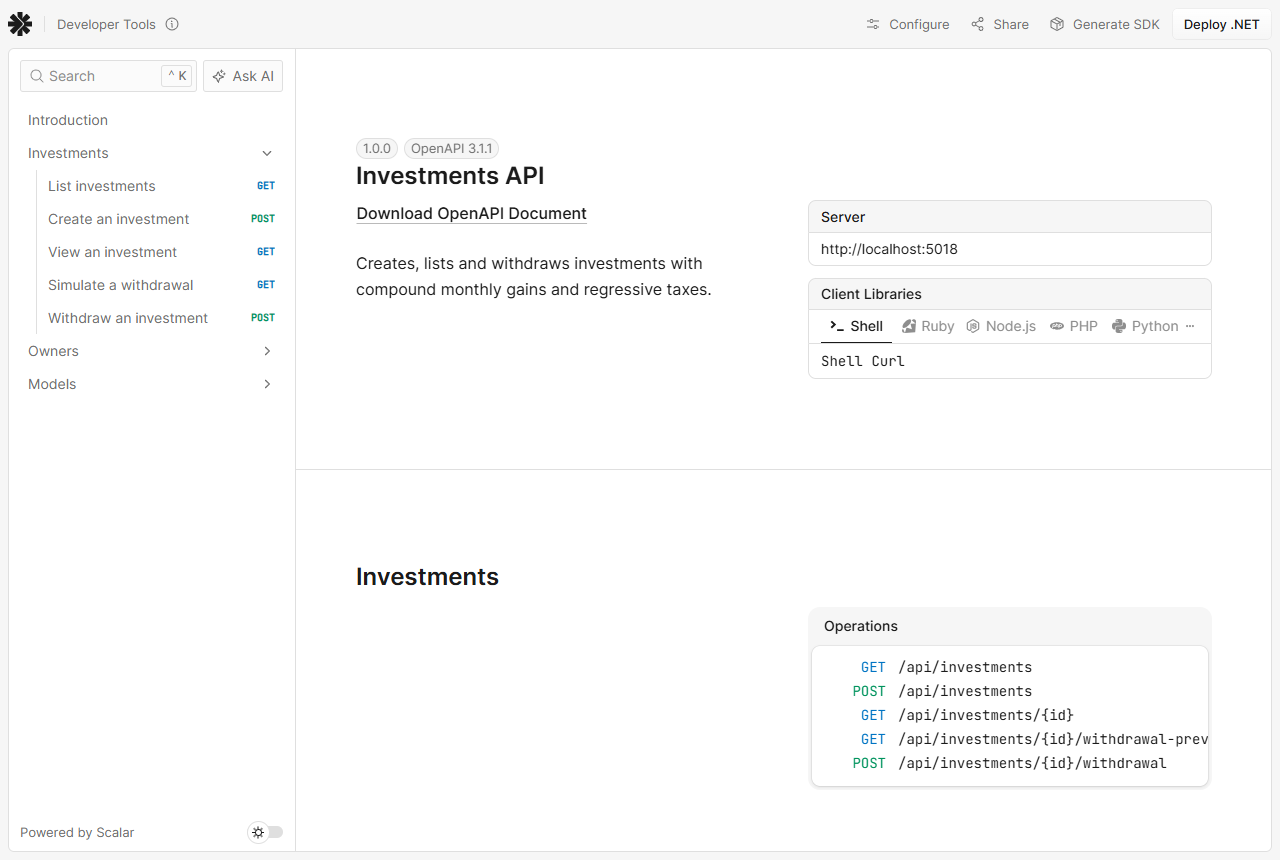 Developer Tools
Configure
Share
Generate SDK
Deploy .NET
Search
^ K
Ask AI
Introduction
Investments
List investments GET
Create an investment POST
View an investment GET
Simulate a withdrawal GET
Withdraw an investment POST
Owners
Models
Powered by Scalar
1.0.0
OpenAPI 3.1.1
Investments API
Download OpenAPI Document
Creates, lists and withdraws investments with
compound monthly gains and regressive taxes.
Server
http://localhost:5018
Client Libraries
Shell
Ruby
Node.js
PHP
Python
Shell Curl
Investments
Operations
GET /api/investments
POST /api/investments
GET /api/investments/{id}
GET /api/investments/{id}/withdrawal-prev
POST /api/investments/{id}/withdrawal